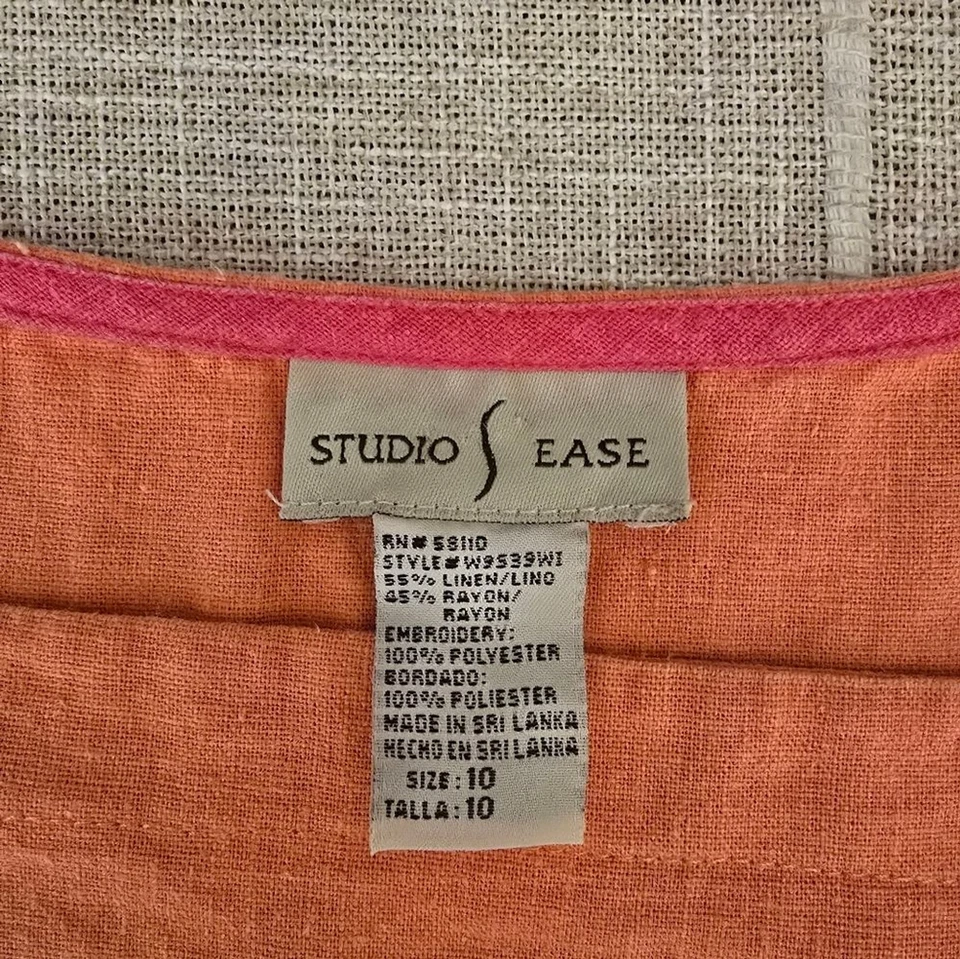 STUDIO EASE
RN# 58110
STYLE# W9539WI
55% LINEN/LINO
45% RAYON/
RAYON
EMBROIDERY:
100% POLYESTER
BORDADO:
100% POLIESTER
MADE IN SRI LANKA
HECHO EN SRI LANKA
SIZE: 10
TALLA: 10